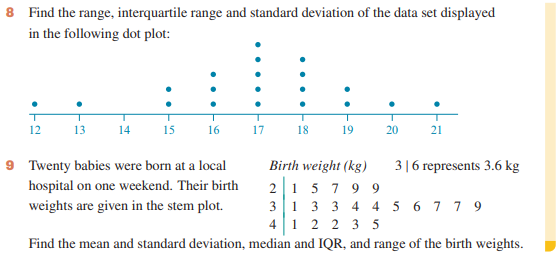 8 Find the range, interquartile range and standard deviation of the data set displayed
in the following dot plot:
12 13 14 15 16 17 18 19 20 21
9 Twenty babies were born at a local
hospital on one weekend. Their birth
weights are given in the stem plot.
Birth weight (kg) 3 | 6 represents 3.6 kg
2 | 1 5 7 9 9
3 | 1 3 3 4 4 5 6 7 7 9
4 | 1 2 2 3 5
Find the mean and standard deviation, median and IQR, and range of the birth weights.